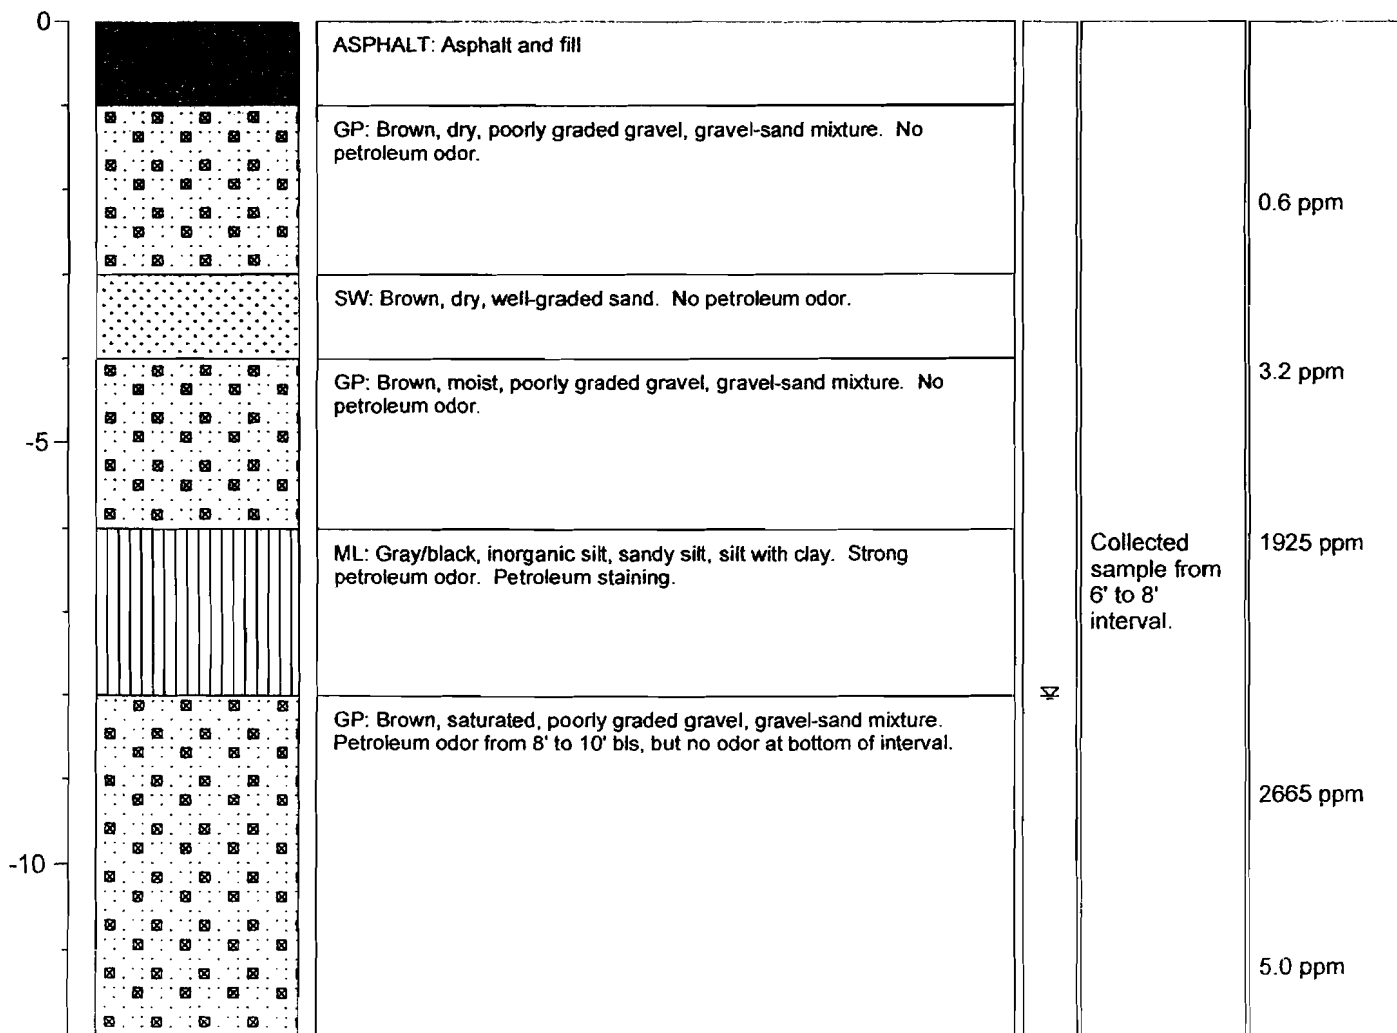 0
ASPHALT: Asphalt and fill
GP: Brown, dry, poorly graded gravel, gravel-sand mixture. No
petroleum odor.
0.6 ppm
SW: Brown, dry, well-graded sand. No petroleum odor.
GP: Brown, moist, poorly graded gravel, gravel-sand mixture. No
petroleum odor.
3.2 ppm
-5
ML: Gray/black, inorganic silt, sandy silt, silt with clay. Strong
petroleum odor. Petroleum staining.
Collected
sample from
6' to 8'
interval.
1925 ppm
GP: Brown, saturated, poorly graded gravel, gravel-sand mixture.
Petroleum odor from 8' to 10' bls, but no odor at bottom of interval.
2665 ppm
-10
5.0 ppm